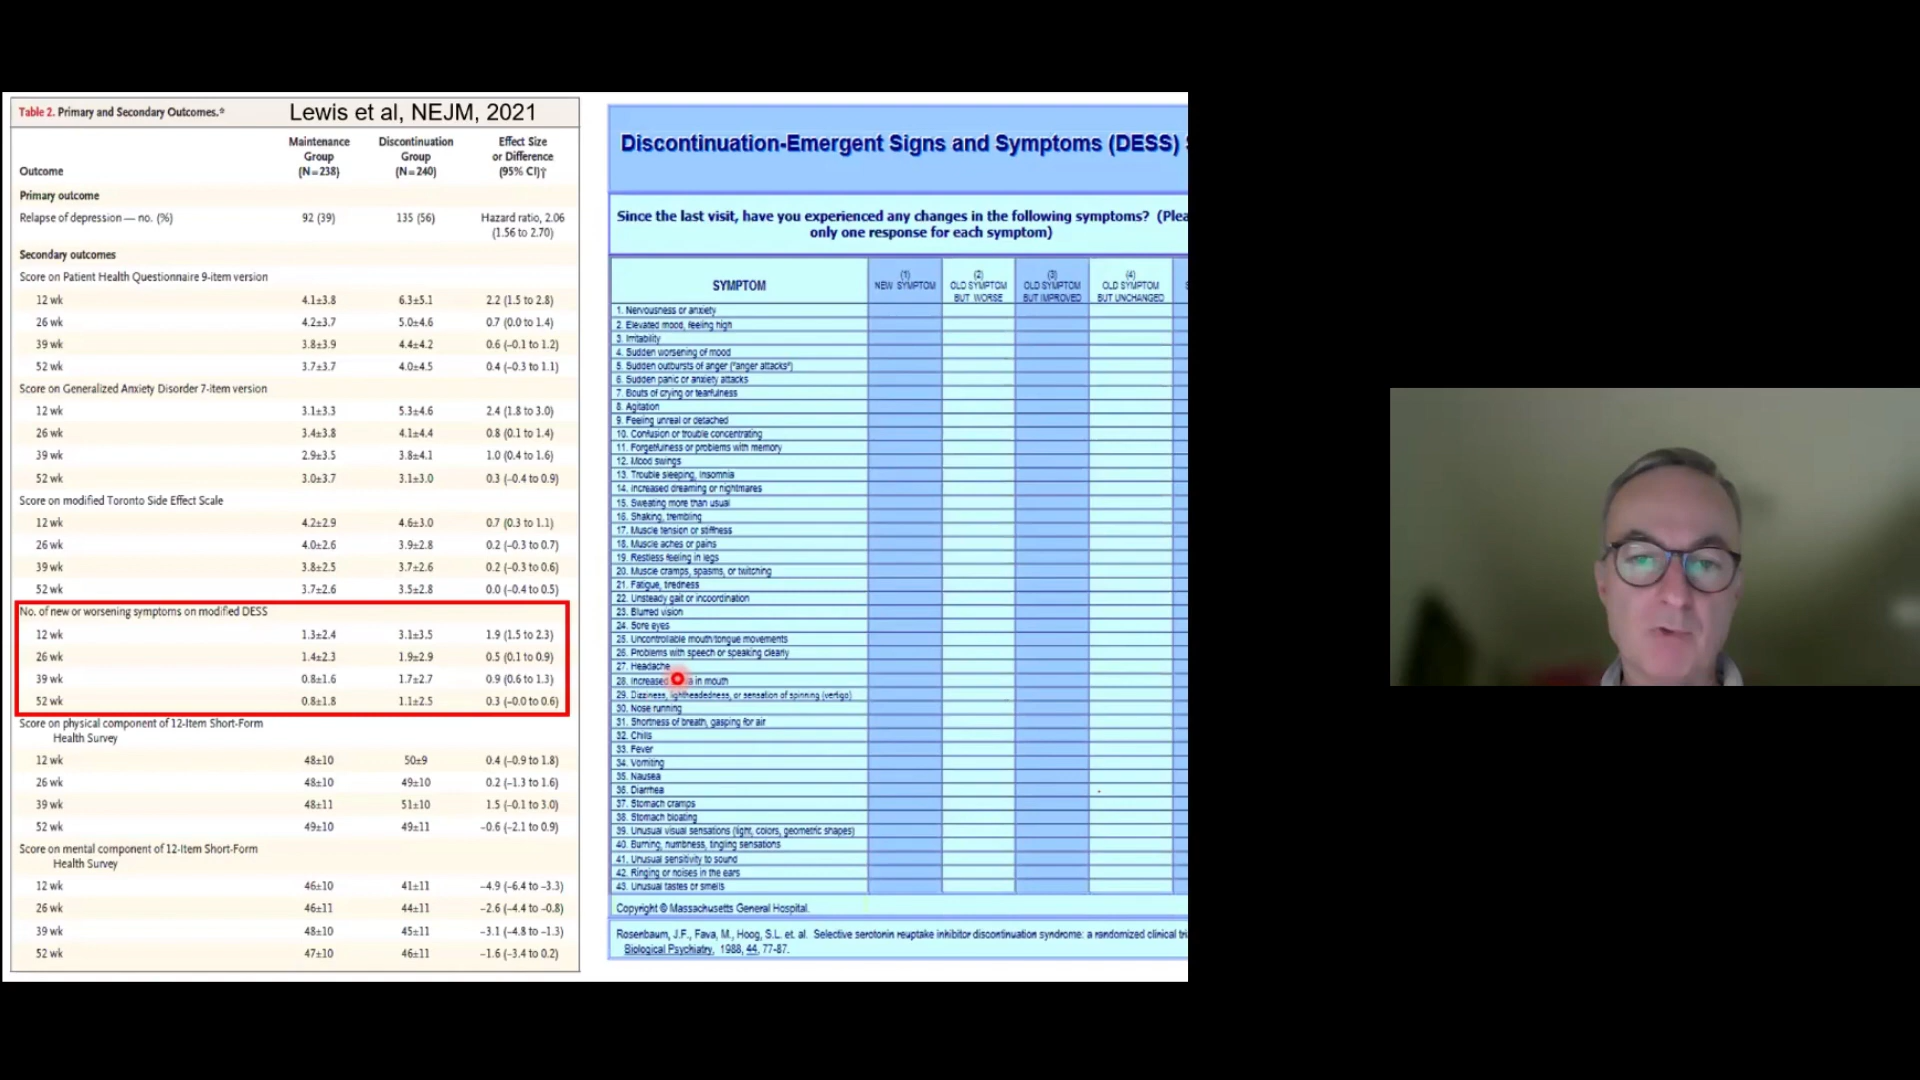 Table 2. Primary and Secondary Outcomes.*
Lewis et al, NEJM, 2021
Outcome Maintenance Group (N=238) Discontinuation Group (N=240) Effect Size or Difference (95% CI)†
Primary outcome
Relapse of depression — no. (%) 92 (39) 135 (56) Hazard ratio, 2.06 (1.56 to 2.70)
Secondary outcomes
Score on Patient Health Questionnaire 9-item version
12 wk 4.1±3.8 6.3±5.1 2.2 (1.5 to 2.8)
26 wk 4.2±3.7 5.0±4.6 0.7 (0.0 to 1.4)
39 wk 3.8±3.9 4.4±4.2 0.6 (−0.1 to 1.2)
52 wk 3.7±3.7 4.0±4.5 0.4 (−0.3 to 1.1)
Score on Generalized Anxiety Disorder 7-item version
12 wk 3.1±3.3 5.3±4.6 2.4 (1.8 to 3.0)
26 wk 3.4±3.8 4.1±4.4 0.8 (0.1 to 1.4)
39 wk 2.9±3.5 3.8±4.1 1.0 (0.4 to 1.6)
52 wk 3.0±3.7 3.1±3.0 0.3 (−0.4 to 0.9)
Score on modified Toronto Side Effect Scale
12 wk 4.2±2.9 4.6±3.0 0.7 (0.3 to 1.1)
26 wk 4.0±2.6 3.9±2.8 0.2 (−0.3 to 0.7)
39 wk 3.8±2.5 3.7±2.6 0.2 (−0.3 to 0.6)
52 wk 3.7±2.6 3.5±2.8 0.0 (−0.4 to 0.5)
No. of new or worsening symptoms on modified DESS
12 wk 1.3±2.4 3.1±3.5 1.9 (1.5 to 2.3)
26 wk 1.4±2.3 1.9±2.9 0.5 (0.1 to 0.9)
39 wk 0.8±1.6 1.7±2.7 0.9 (0.6 to 1.3)
52 wk 0.8±1.8 1.1±2.5 0.3 (−0.0 to 0.6)
Score on physical component of 12-Item Short-Form
Health Survey
12 wk 48±10 50±9 0.4 (−0.9 to 1.8)
26 wk 48±10 49±10 0.2 (−1.3 to 1.6)
39 wk 48±11 51±10 1.5 (−0.1 to 3.0)
52 wk 49±10 49±11 −0.6 (−2.1 to 0.9)
Score on mental component of 12-Item Short-Form
Health Survey
12 wk 46±10 41±11 −4.9 (−6.4 to −3.3)
26 wk 46±11 44±11 −2.6 (−4.4 to −0.8)
39 wk 48±10 45±11 −3.1 (−4.8 to −1.3)
52 wk 47±10 46±11 −1.6 (−3.4 to 0.2)
Discontinuation-Emergent Signs and Symptoms (DESS)
Since the last visit, have you experienced any changes in the following symptoms? (Plea
only one response for each symptom)
SYMPTOM (1) NEW SYMPTOM (2) OLD SYMPTOM BUT WORSE (3) OLD SYMPTOM BUT IMPROVED (4) OLD SYMPTOM BUT UNCHANGED
1. Nervousness or anxiety
2. Elevated mood, feeling high
3. Irritability
4. Sudden worsening of mood
5. Sudden outbursts of anger ("anger attacks")
6. Sudden panic or anxiety attacks
7. Bouts of crying or tearfulness
8. Agitation
9. Feeling unreal or detached
10. Confusion or trouble concentrating
11. Forgetfulness or problems with memory
12. Mood swings
13. Trouble sleeping, insomnia
14. Increased dreaming or nightmares
15. Sweating more than usual
16. Shaking, trembling
17. Muscle tension or stiffness
18. Muscle aches or pains
19. Restless feeling in legs
20. Muscle cramps, spasms, or twitching
21. Fatigue, tiredness
22. Unsteady gait or incoordination
23. Blurred vision
24. Sore eyes
25. Uncontrollable mouth/tongue movements
26. Problems with speech or speaking clearly
27. Headache
28. Increased in mouth
29. Dizziness, lightheadedness, or sensation of spinning (vertigo)
30. Nose running
31. Shortness of breath, gasping for air
32. Chills
33. Fever
34. Vomiting
35. Nausea
36. Diarrhea
37. Stomach cramps
38. Stomach bloating
39. Unusual visual sensations (light, colors, geometric shapes)
40. Burning, numbness, tingling sensations
41. Unusual sensitivity to sound
42. Ringing or noises in the ears
43. Unusual tastes or smells
Copyright © Massachusetts General Hospital.
Rosenbaum, J.F., Fava, M., Hoog, S.L. et. al. Selective serotonin reuptake inhibitor discontinuation syndrome: a randomized clinical tri
Biological Psychiatry, 1988, 44, 77-87.